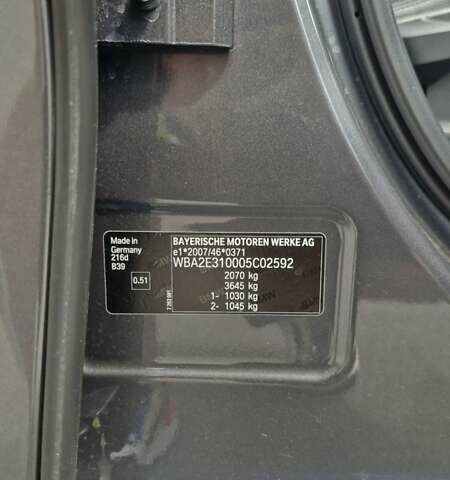 Made in
Germany
216d
B39
0.51
BAYERISCHE MOTOREN WERKE AG
e1*2007/46*0371
WBA2E310005C02592
2070 kg
3645 kg
1- 1030 kg
2- 1045 kg